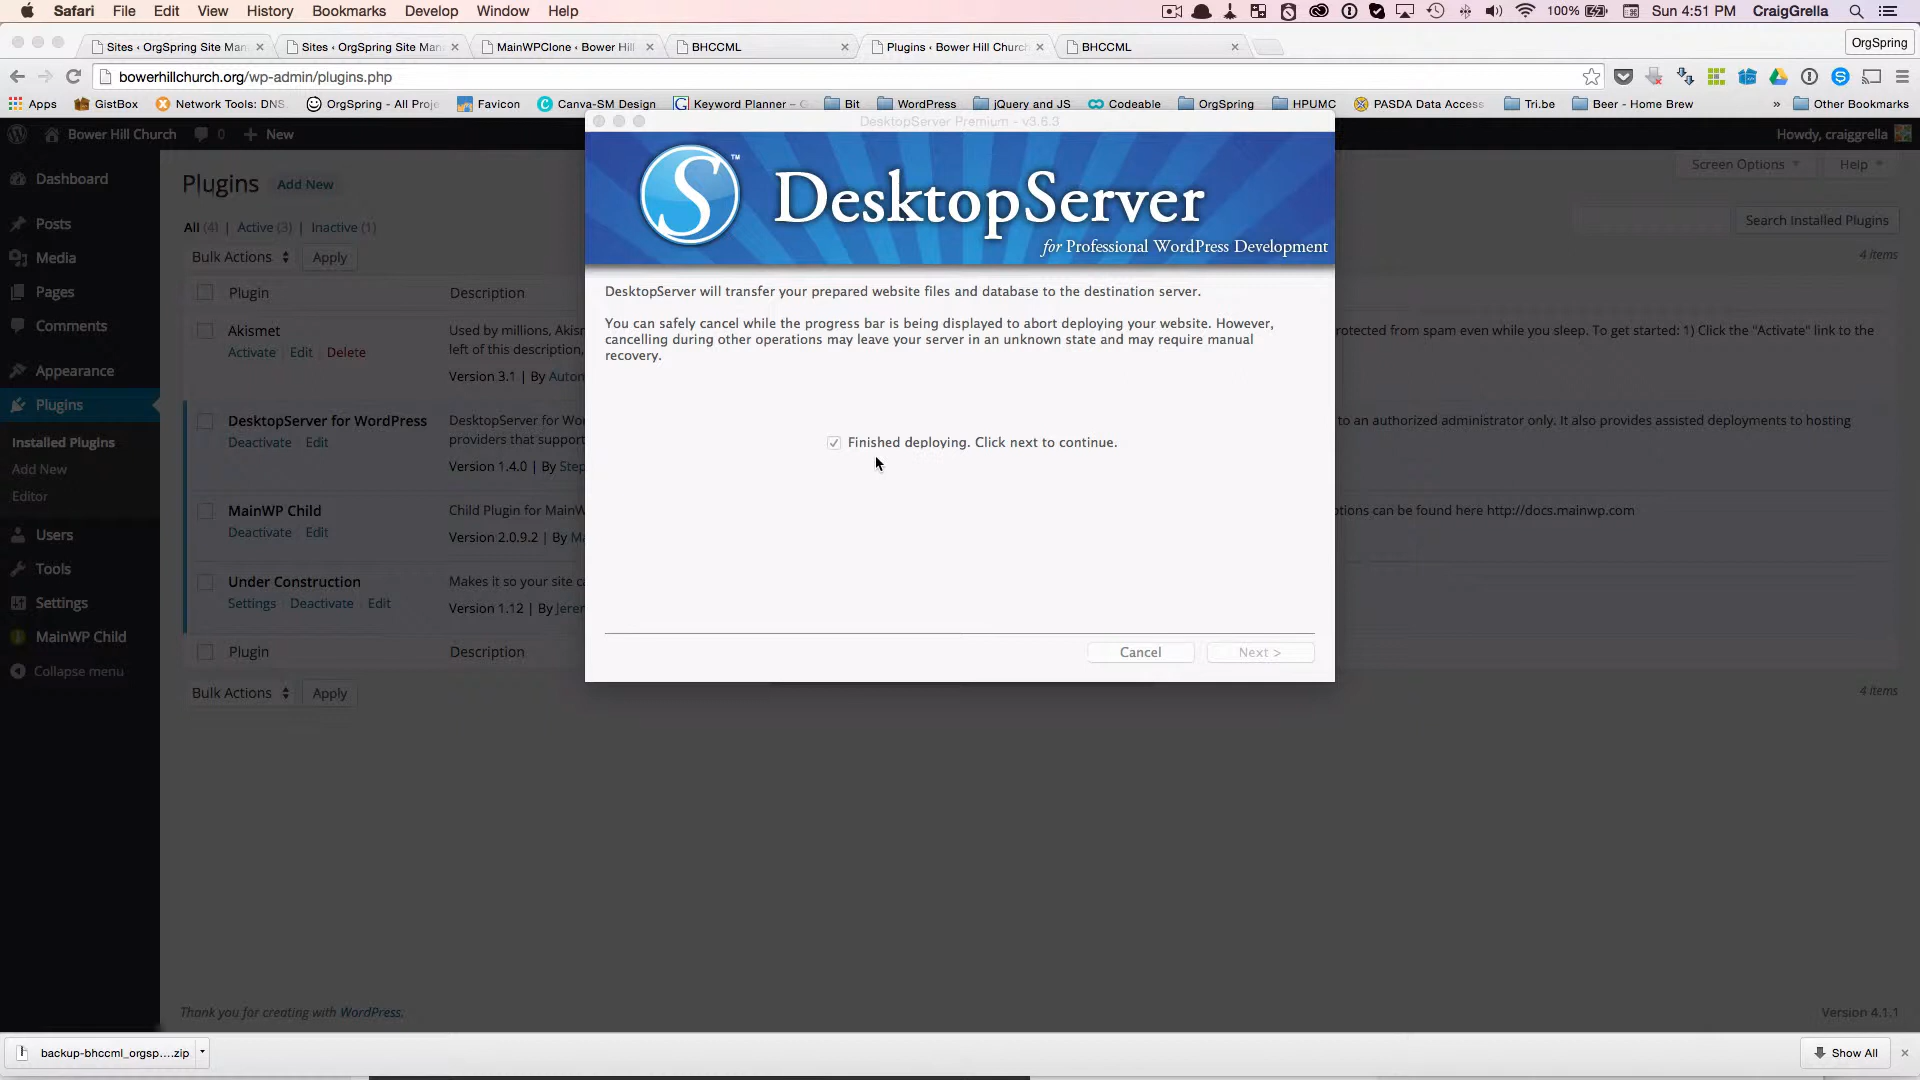 Safari File Edit View History Bookmarks Develop Window Help 100% Sun 4:51 PM CraigGrella
Sites ‹ OrgSpring Site Man Sites ‹ OrgSpring Site Man MainWPClone ‹ Bower Hil BHCCML Plugins ‹ Bower Hill Church BHCCML OrgSpring
bowerhillchurch.org/wp-admin/plugins.php
Apps GistBox Network Tools: DNS, OrgSpring - All Proje Favicon Canva-SM Design Keyword Planner – G Bit WordPress jQuery and JS Codeable OrgSpring HPUMC PASDA Data Access Tri.be Beer - Home Brew » Other Bookmarks
Bower Hill Church 0 New Howdy, craiggrella
DesktopServer Premium - v3.6.3
DesktopServer
for Professional WordPress Development
DesktopServer will transfer your prepared website files and database to the destination server.
You can safely cancel while the progress bar is being displayed to abort deploying your website. However,
cancelling during other operations may leave your server in an unknown state and may require manual
recovery.
Finished deploying. Click next to continue.
Cancel Next >
Dashboard
Posts
Media
Pages
Comments
Appearance
Plugins
Installed Plugins
Add New
Editor
Users
Tools
Settings
MainWP Child
Collapse menu
Plugins Add New
Screen Options Help
All (4) | Active (3) | Inactive (1)
Search Installed Plugins
Bulk Actions Apply
4 items
Plugin Description
Akismet
Activate Edit Delete
Used by millions, Akis
left of this description,
rotected from spam even while you sleep. To get started: 1) Click the "Activate" link to the
Version 3.1 | By Auton
DesktopServer for WordPress
Deactivate Edit
DesktopServer for Wor
providers that support
to an authorized administrator only. It also provides assisted deployments to hosting
Version 1.4.0 | By Step
MainWP Child
Deactivate Edit
Child Plugin for MainW
ptions can be found here http://docs.mainwp.com
Version 2.0.9.2 | By Ma
Under Construction
Settings Deactivate Edit
Makes it so your site ca
Version 1.12 | By Jeren
Plugin Description
Bulk Actions Apply
4 items
Thank you for creating with WordPress.
Version 4.1.1
backup-bhccml_orgsp....zip
Show All